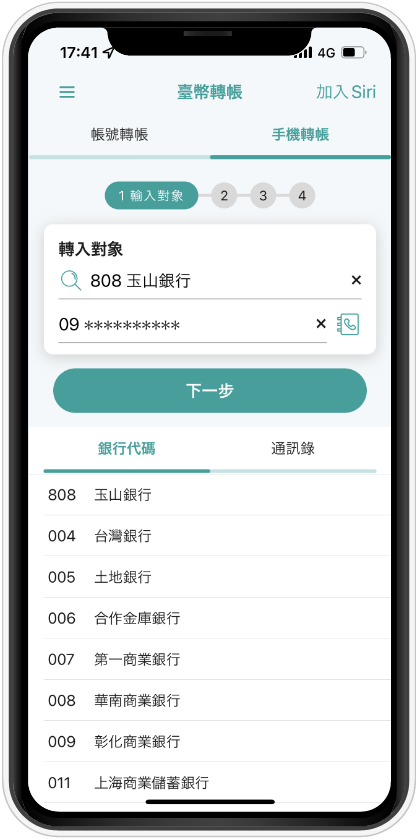 17:41 4G
臺幣轉帳 加入 Siri
帳號轉帳 手機轉帳
1 輸入對象 2 3 4
轉入對象
808 玉山銀行 ×
09 ********** ×
下一步
銀行代碼 通訊錄
808 玉山銀行
004 台灣銀行
005 土地銀行
006 合作金庫銀行
007 第一商業銀行
008 華南商業銀行
009 彰化商業銀行
011 上海商業儲蓄銀行